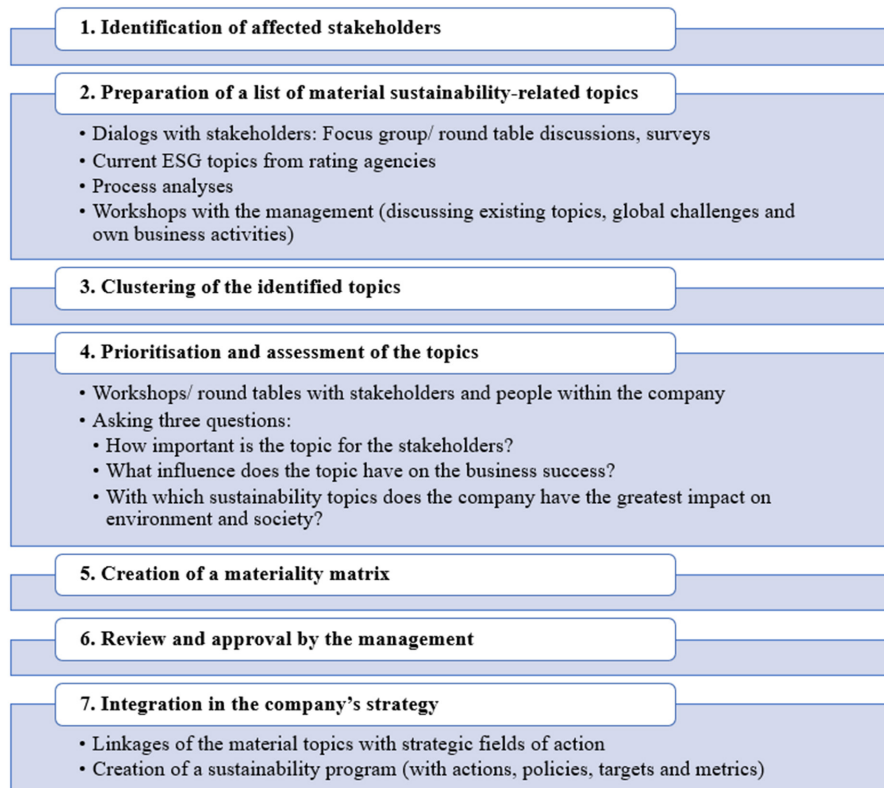 1. Identification of affected stakeholders
2. Preparation of a list of material sustainability-related topics
• Dialogs with stakeholders: Focus group/ round table discussions, surveys
• Current ESG topics from rating agencies
• Process analyses
• Workshops with the management (discussing existing topics, global challenges and
own business activities)
3. Clustering of the identified topics
4. Prioritisation and assessment of the topics
• Workshops/ round tables with stakeholders and people within the company
• Asking three questions:
• How important is the topic for the stakeholders?
• What influence does the topic have on the business success?
• With which sustainability topics does the company have the greatest impact on
environment and society?
5. Creation of a materiality matrix
6. Review and approval by the management
7. Integration in the company’s strategy
• Linkages of the material topics with strategic fields of action
• Creation of a sustainability program (with actions, policies, targets and metrics)